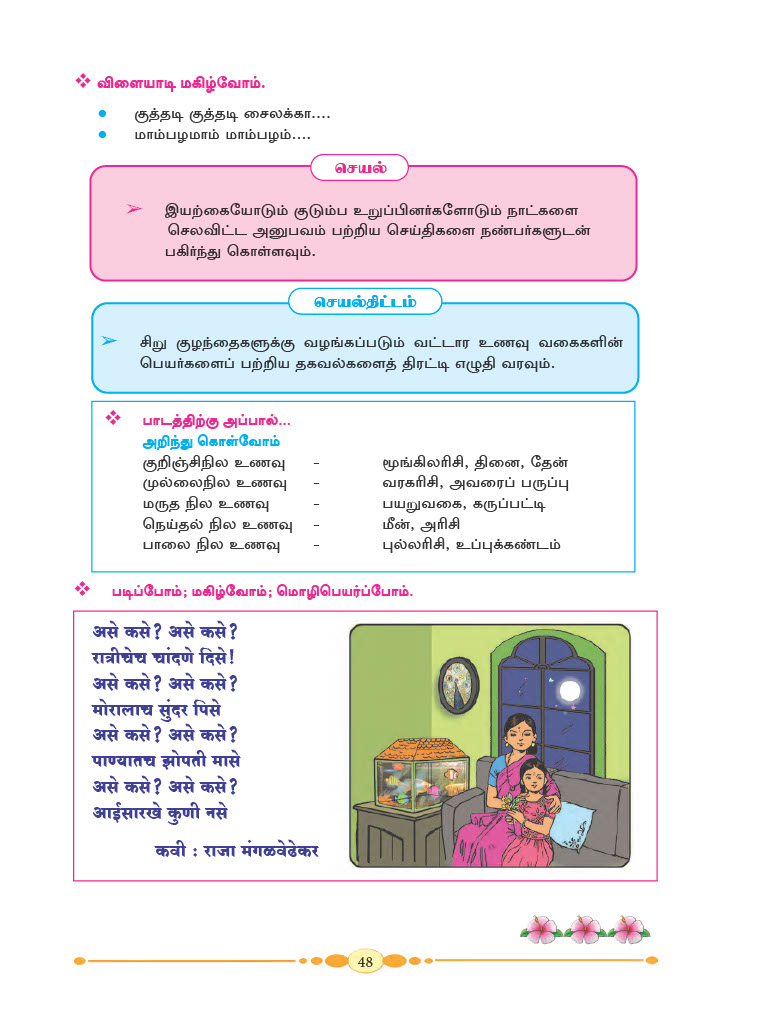 ❖ விளையாடி மகிழ்வோம்.
• குத்தடி குத்தடி சைலக்கா....
• மாம்பழமாம் மாம்பழம்....
செயல்
➢ இயற்கையோடும் குடும்ப உறுப்பினர்களோடும் நாட்களை
செலவிட்ட அனுபவம் பற்றிய செய்திகளை நண்பர்களுடன்
பகிர்ந்து கொள்ளவும்.
செயல்திட்டம்
➢ சிறு குழந்தைகளுக்கு வழங்கப்படும் வட்டார உணவு வகைகளின்
பெயர்களைப் பற்றிய தகவல்களைத் திரட்டி எழுதி வரவும்.
❖ பாடத்திற்கு அப்பால்...
அறிந்து கொள்வோம்
குறிஞ்சிநில உணவு – மூங்கிலரிசி, தினை, தேன்
முல்லைநில உணவு – வரகரிசி, அவரைப் பருப்பு
மருத நில உணவு – பயறுவகை, கருப்பட்டி
நெய்தல் நில உணவு – மீன், அரிசி
பாலை நில உணவு – புல்லரிசி, உப்புக்கண்டம்
❖ படிப்போம்; மகிழ்வோம்; மொழிபெயர்ப்போம்.
असे कसे? असे कसे?
रात्रीचेच चांदणे दिसे!
असे कसे? असे कसे?
मोरालाच सुंदर पिसे
असे कसे? असे कसे?
पाण्यातच झोपती मासे
असे कसे? असे कसे?
आईसारखे कुणी नसे
कवी : राजा मंगळवेढेकर
48